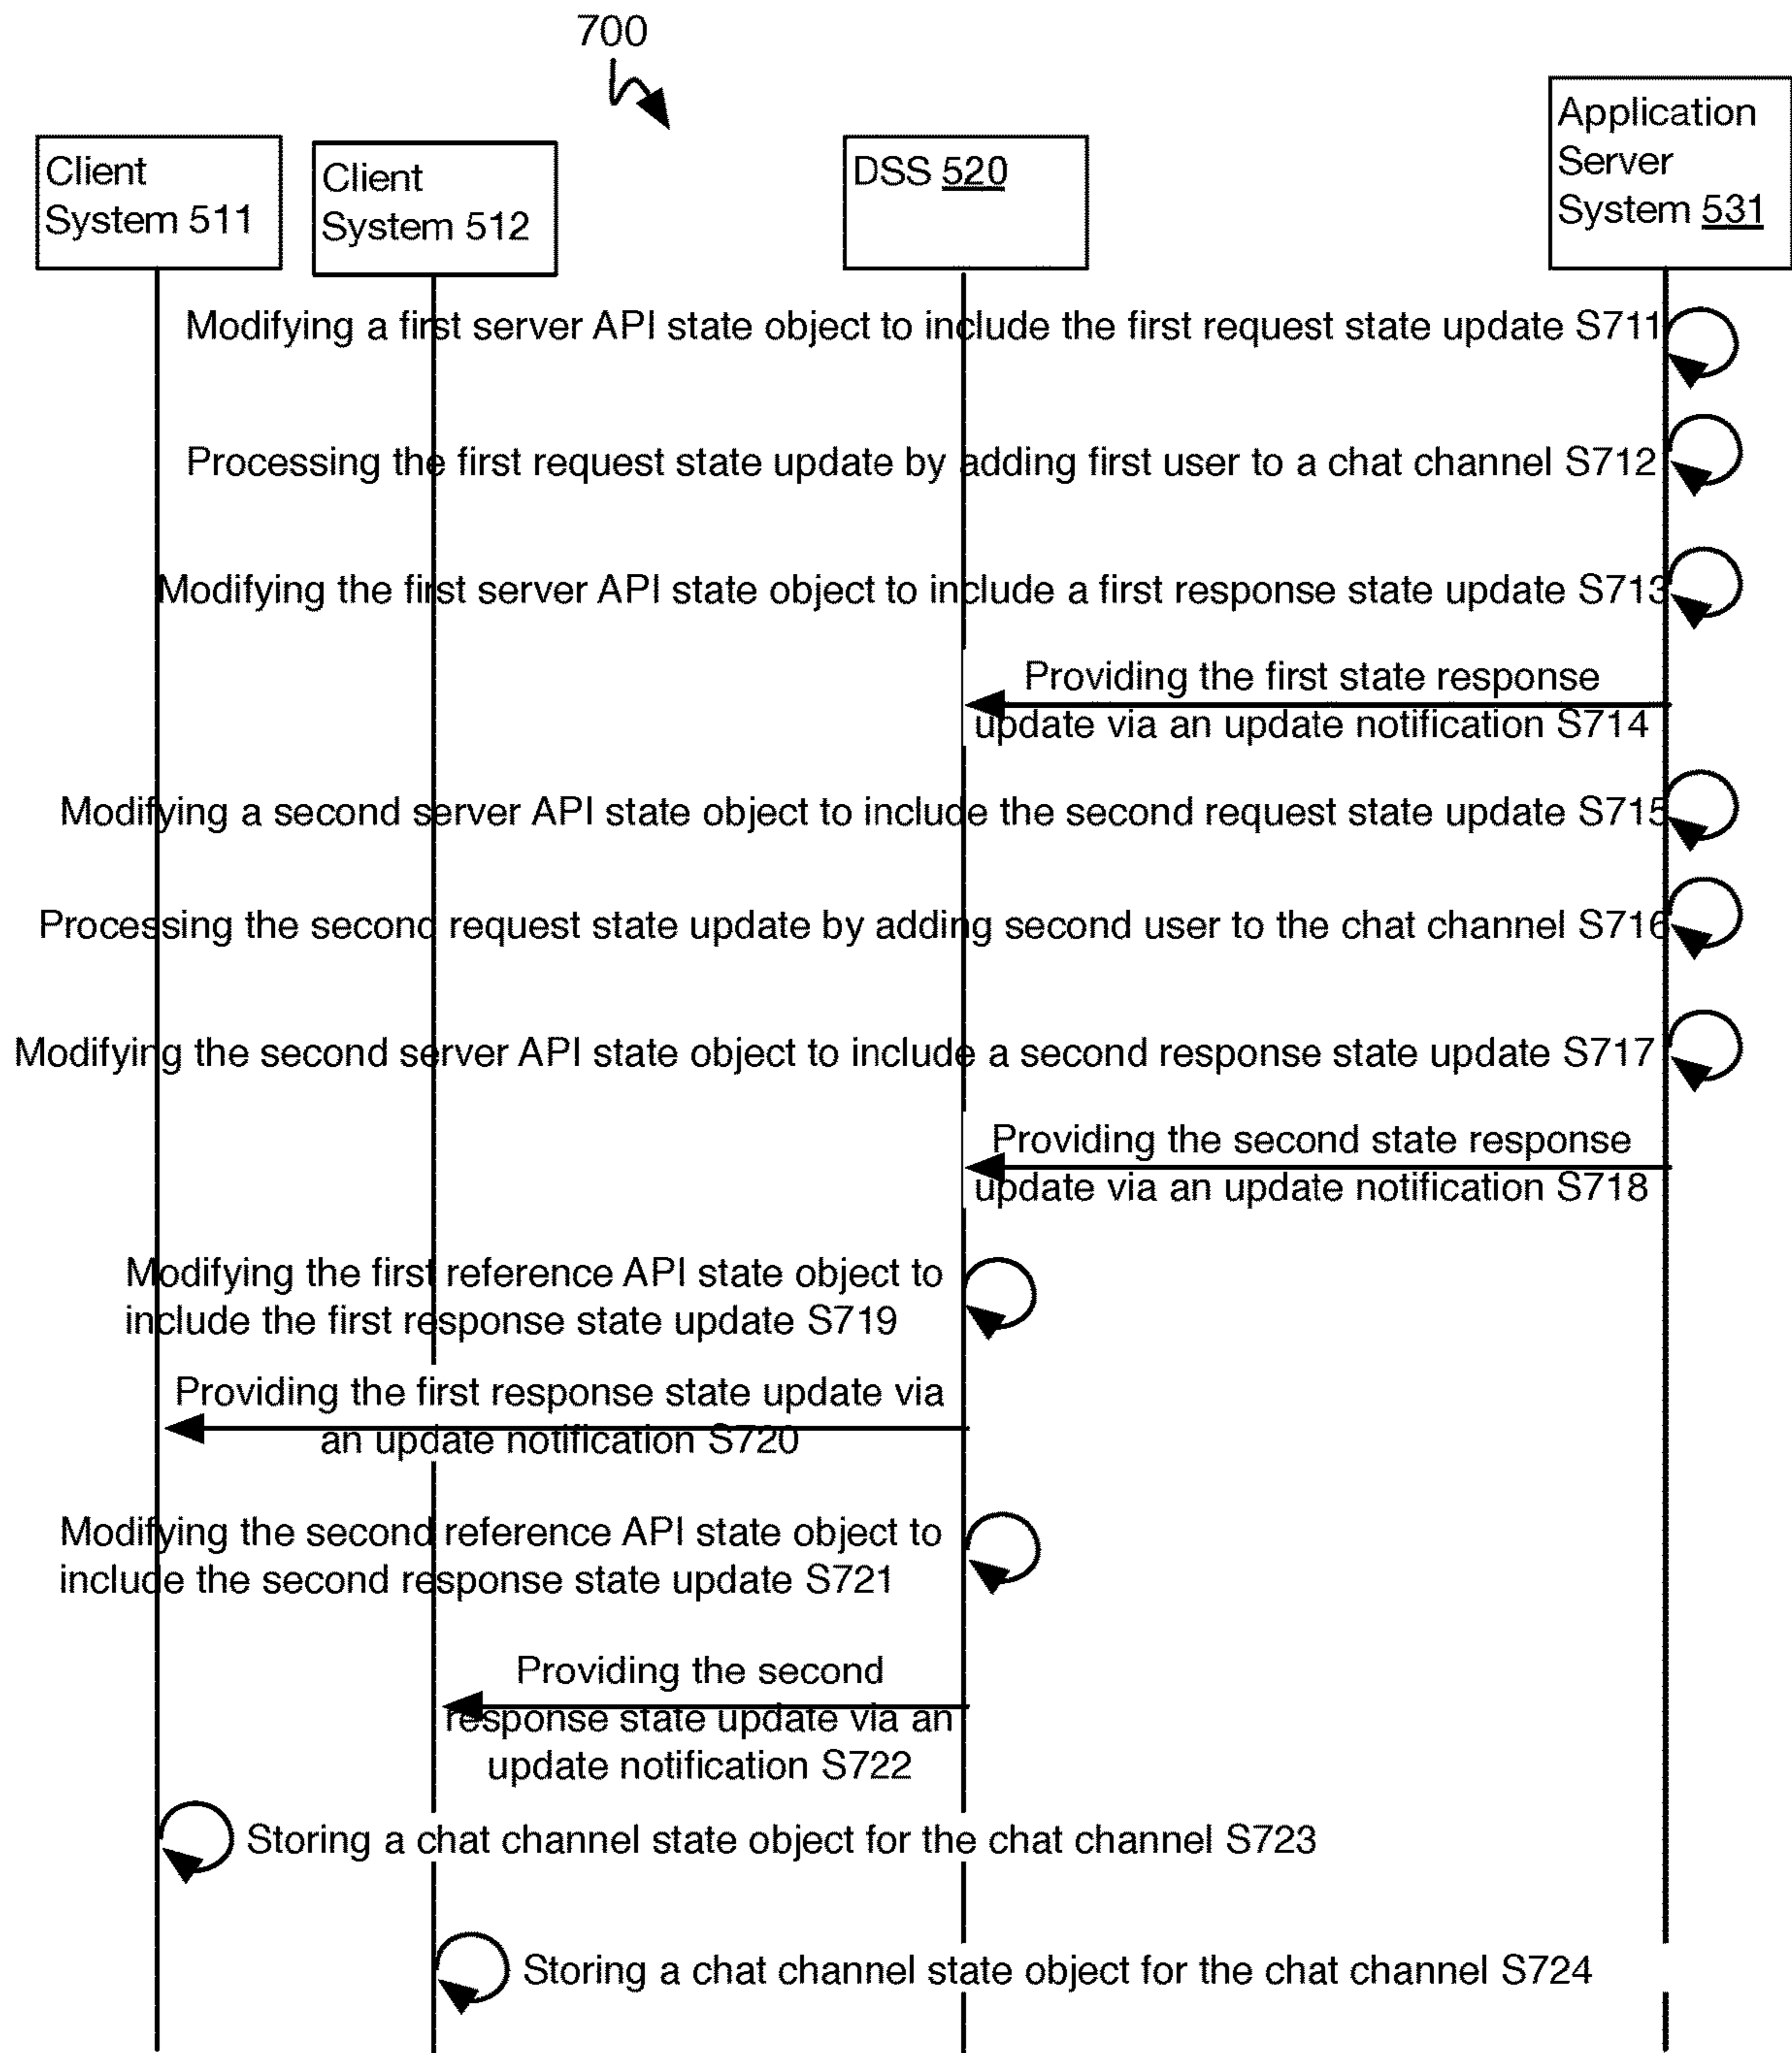 700
Client
System 511
Client
System 512
DSS 520
Application
Server
System 531
Modifying a first server API state object to include the first request state update S711
Processing the first request state update by adding first user to a chat channel S712
Modifying the first server API state object to include a first response state update S713
Providing the first state response
update via an update notification S714
Modifying a second server API state object to include the second request state update S715
Processing the second request state update by adding second user to the chat channel S716
Modifying the second server API state object to include a second response state update S717
Providing the second state response
update via an update notification S718
Modifying the first reference API state object to
include the first response state update S719
Providing the first response state update via
an update notification S720
Modifying the second reference API state object to
include the second response state update S721
Providing the second
response state update via an
update notification S722
Storing a chat channel state object for the chat channel S723
Storing a chat channel state object for the chat channel S724